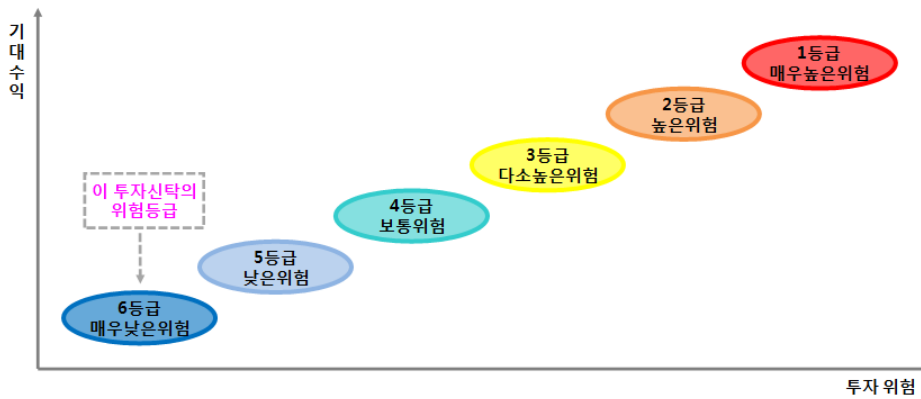 기
대
수
익
1등급
매우높은위험
2등급
높은위험
3등급
다소높은위험
이 투자신탁의
위험등급
4등급
보통위험
5등급
낮은위험
6등급
매우낮은위험
투자 위험